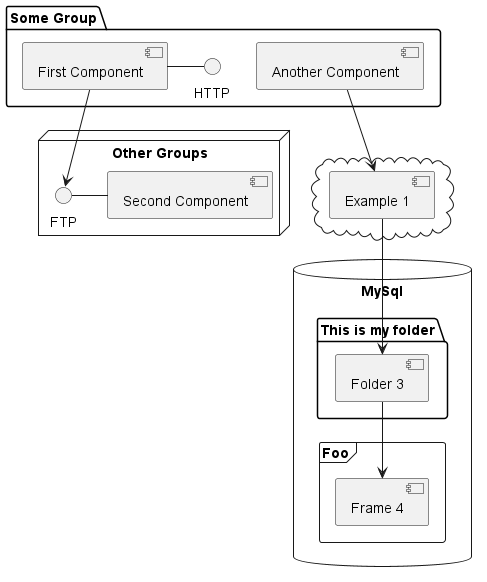 Some Group
First Component
HTTP
Another Component
Other Groups
FTP
Second Component
Example 1
MySql
This is my folder
Folder 3
Foo
Frame 4